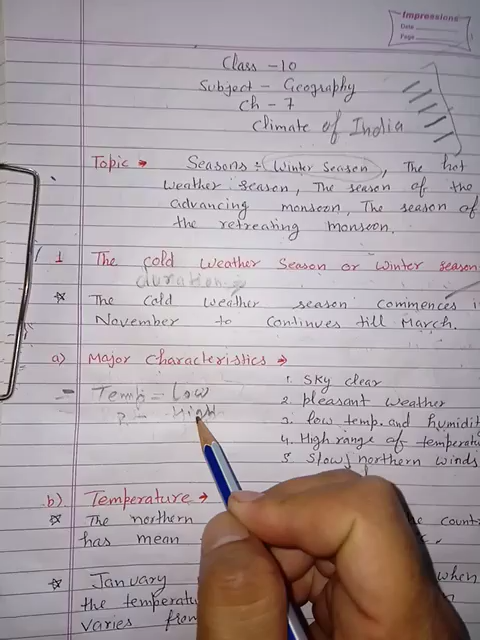 Impressions
Date
Page
Class - 10
Subject - Geography
Ch - 7
Climate of India
Topic → Seasons :- Winter Season, The hot
weather season, The season of the
advancing monsoon, The season of
the retreating monsoon.
1 The cold weather season or winter season
duration
☆ The cold weather season commences i
November to continues till March.
a) Major characteristics →
Temp = Low
P. - High
1. Sky clear
2. pleasant weather
3. low temp. and humidit
4. High range of temperatu
5. Slow northern winds
b) Temperature →
☆ The northern count
has mean
☆ January when
the temperatu
varies from